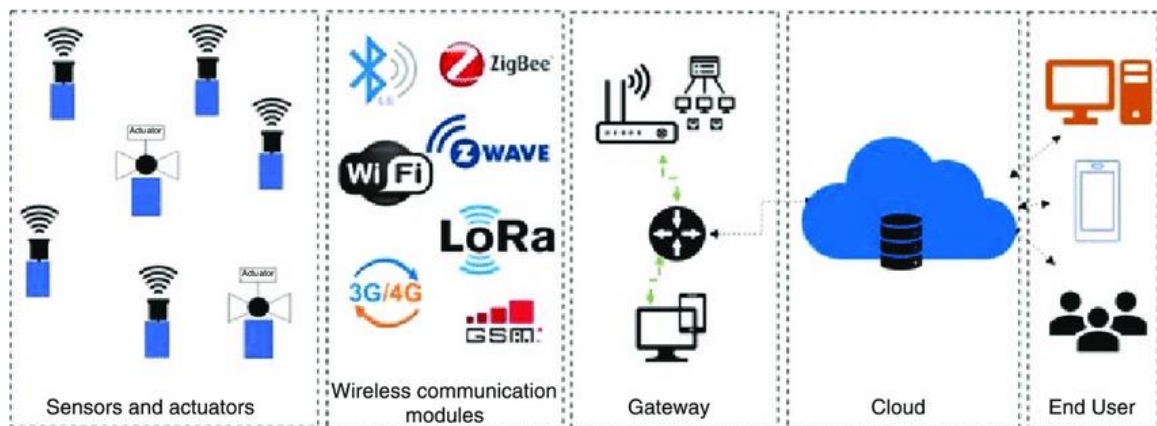 Actuator
Actuator
Sensors and actuators
ZigBee
WiFi
Z WAVE
LoRa
3G/4G
GSM
Wireless communication
modules
Gateway
Cloud
End User